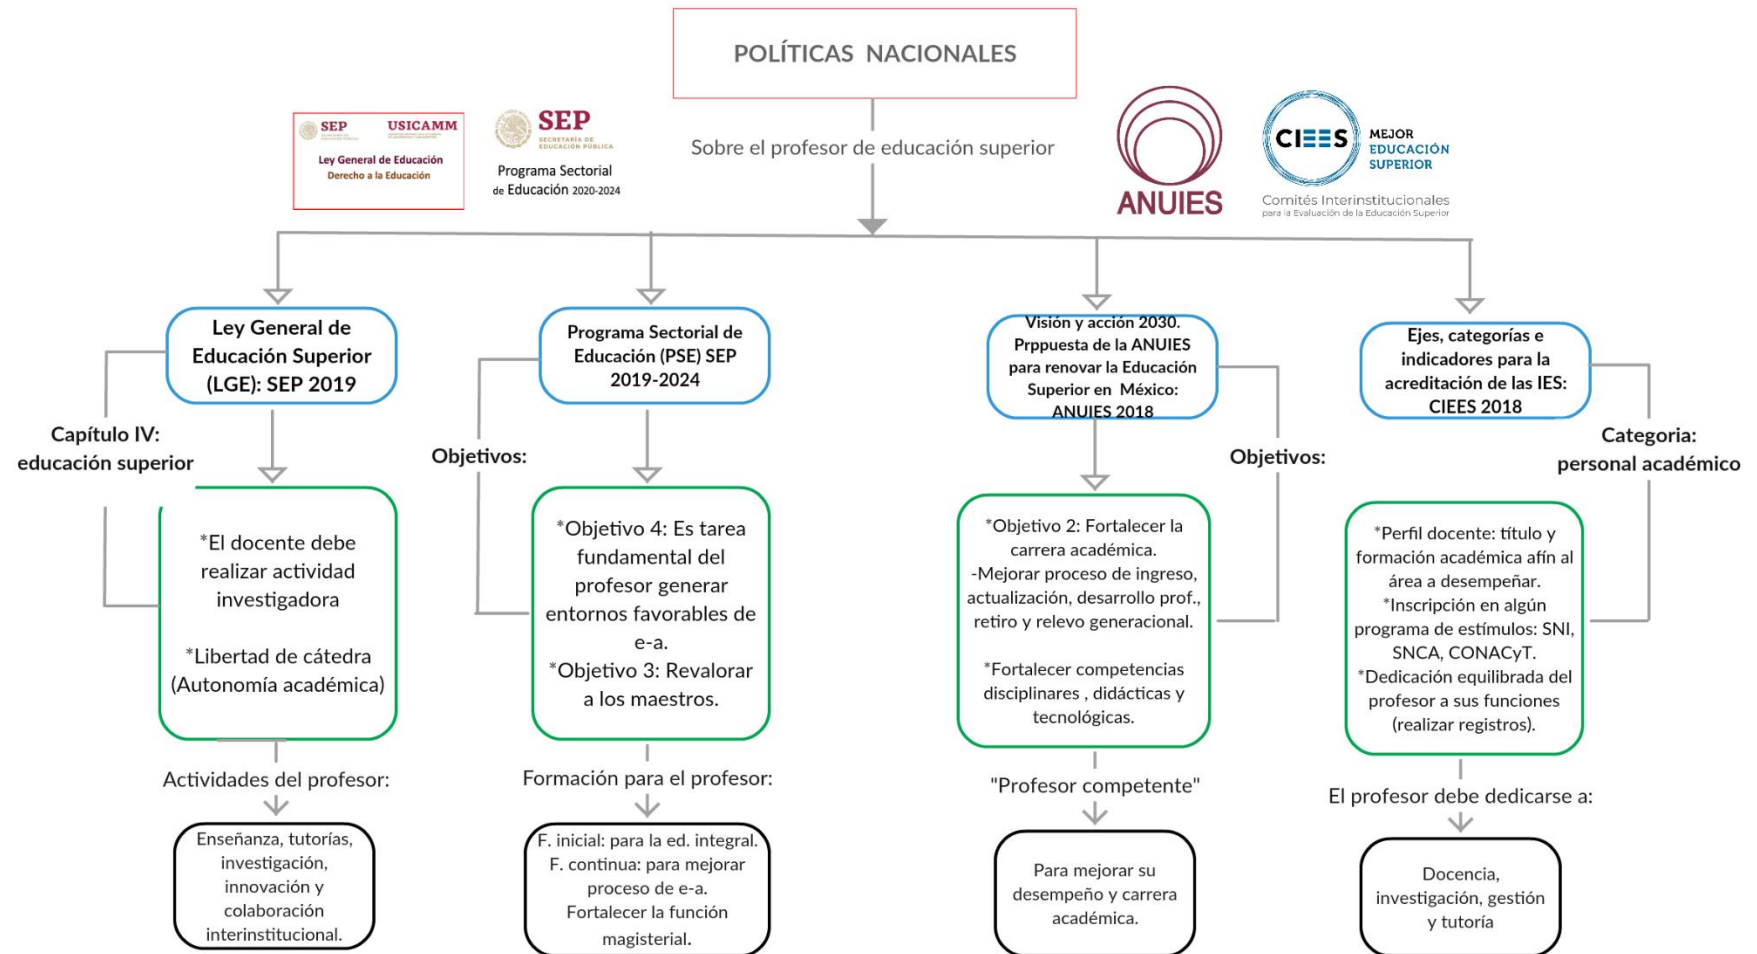 POLÍTICAS NACIONALES
SEP
SECRETARÍA DE
EDUCACIÓN PÚBLICA
USICAMM
Ley General de Educación
Derecho a la Educación
SEP
SECRETARÍA DE
EDUCACIÓN PÚBLICA
Programa Sectorial
de Educación 2020-2024
Sobre el profesor de educación superior
ANUIES
CIEES
MEJOR
EDUCACIÓN
SUPERIOR
Comités Interinstitucionales
para la Evaluación de la Educación Superior
Ley General de
Educación Superior
(LGE): SEP 2019
Capítulo IV:
educación superior
*El docente debe
realizar actividad
investigadora
*Libertad de cátedra
(Autonomía académica)
Actividades del profesor:
Enseñanza, tutorías,
investigación,
innovación y
colaboración
interinstitucional.
Programa Sectorial de
Educación (PSE) SEP
2019-2024
Objetivos:
*Objetivo 4: Es tarea
fundamental del
profesor generar
entornos favorables de
e-a.
*Objetivo 3: Revalorar
a los maestros.
Formación para el profesor:
F. inicial: para la ed. integral.
F. continua: para mejorar
proceso de e-a.
Fortalecer la función
magisterial.
Visión y acción 2030.
Prppuesta de la ANUIES
para renovar la Educación
Superior en México:
ANUIES 2018
Objetivos:
*Objetivo 2: Fortalecer la
carrera académica.
-Mejorar proceso de ingreso,
actualización, desarrollo prof.,
retiro y relevo generacional.
*Fortalecer competencias
disciplinares , didácticas y
tecnológicas.
"Profesor competente"
Para mejorar su
desempeño y carrera
académica.
Ejes, categorías e
indicadores para la
acreditación de las IES:
CIEES 2018
Categoria:
personal académico
*Perfil docente: título y
formación académica afín al
área a desempeñar.
*Inscripción en algún
programa de estímulos: SNI,
SNCA, CONACyT.
*Dedicación equilibrada del
profesor a sus funciones
(realizar registros).
El profesor debe dedicarse a:
Docencia,
investigación, gestión
y tutoría